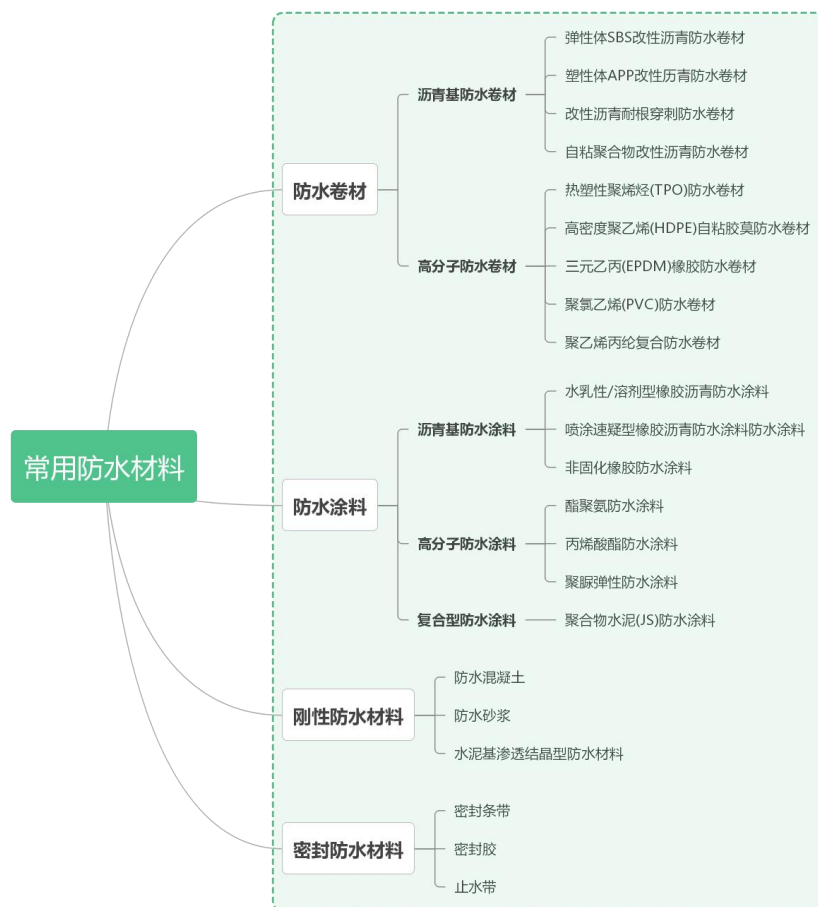 常用防水材料
防水卷材
沥青基防水卷材
弹性体SBS改性沥青防水卷材
塑性体APP改性历青防水卷材
改性沥青耐根穿刺防水卷材
自粘聚合物改性沥青防水卷材
高分子防水卷材
热塑性聚烯烃(TPO)防水卷材
高密度聚乙烯(HDPE)自粘胶莫防水卷材
三元乙丙(EPDM)橡胶防水卷材
聚氯乙烯(PVC)防水卷材
聚乙烯丙纶复合防水卷材
防水涂料
沥青基防水涂料
水乳性/溶剂型橡胶沥青防水涂料
喷涂速疑型橡胶沥青防水涂料防水涂料
非固化橡胶防水涂料
高分子防水涂料
酯聚氨防水涂料
丙烯酸酯防水涂料
聚脲弹性防水涂料
复合型防水涂料
聚合物水泥(JS)防水涂料
刚性防水材料
防水混凝土
防水砂浆
水泥基渗透结晶型防水材料
密封防水材料
密封条带
密封胶
止水带